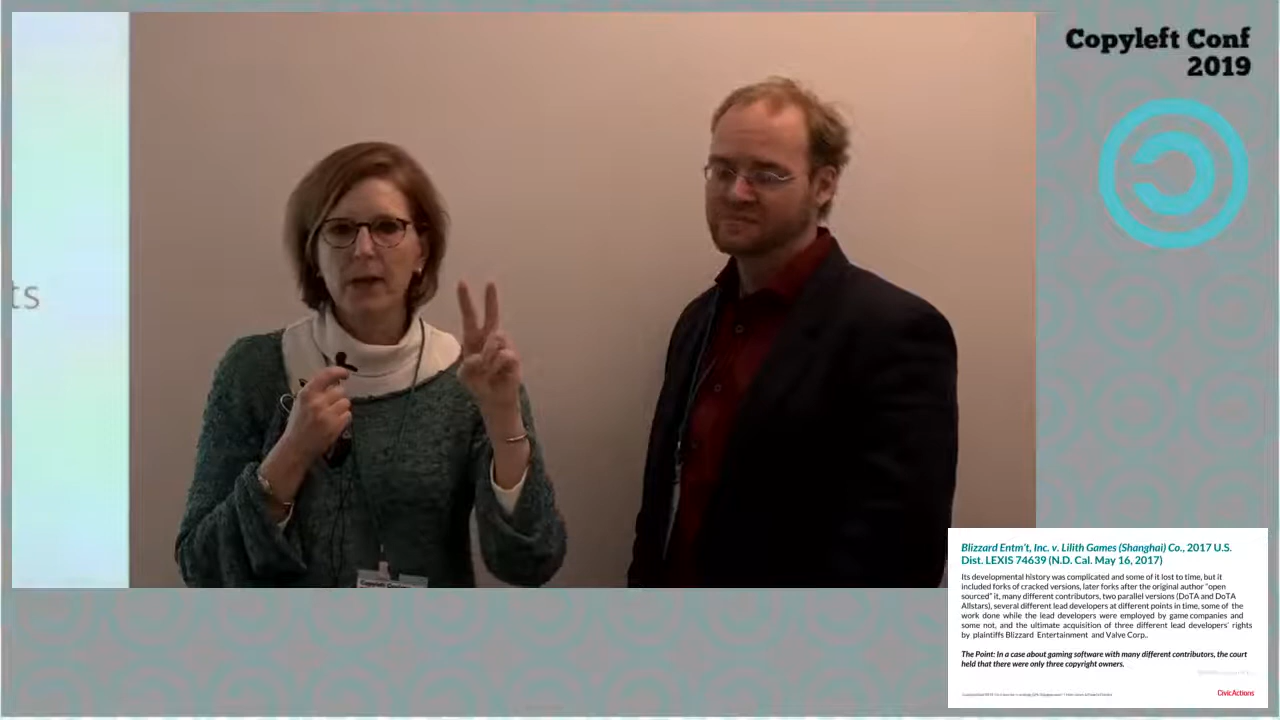 Copyleft Conf
2019
ts
Blizzard Entm't, Inc. v. Lilith Games (Shanghai) Co., 2017 U.S.
Dist. LEXIS 74639 (N.D. Cal. May 16, 2017)
Its developmental history was complicated and some of it lost to time, but it
included forks of cracked versions, later forks after the original author "open
sourced" it, many different contributors, two parallel versions (DoTA and DoTA
Allstars), several different lead developers at different points in time, some of the
work done while the lead developers were employed by game companies and
some not, and the ultimate acquisition of three different lead developers' rights
by plaintiffs Blizzard Entertainment and Valve Corp..
The Point: In a case about gaming software with many different contributors, the court
held that there were only three copyright owners.
CivicActions